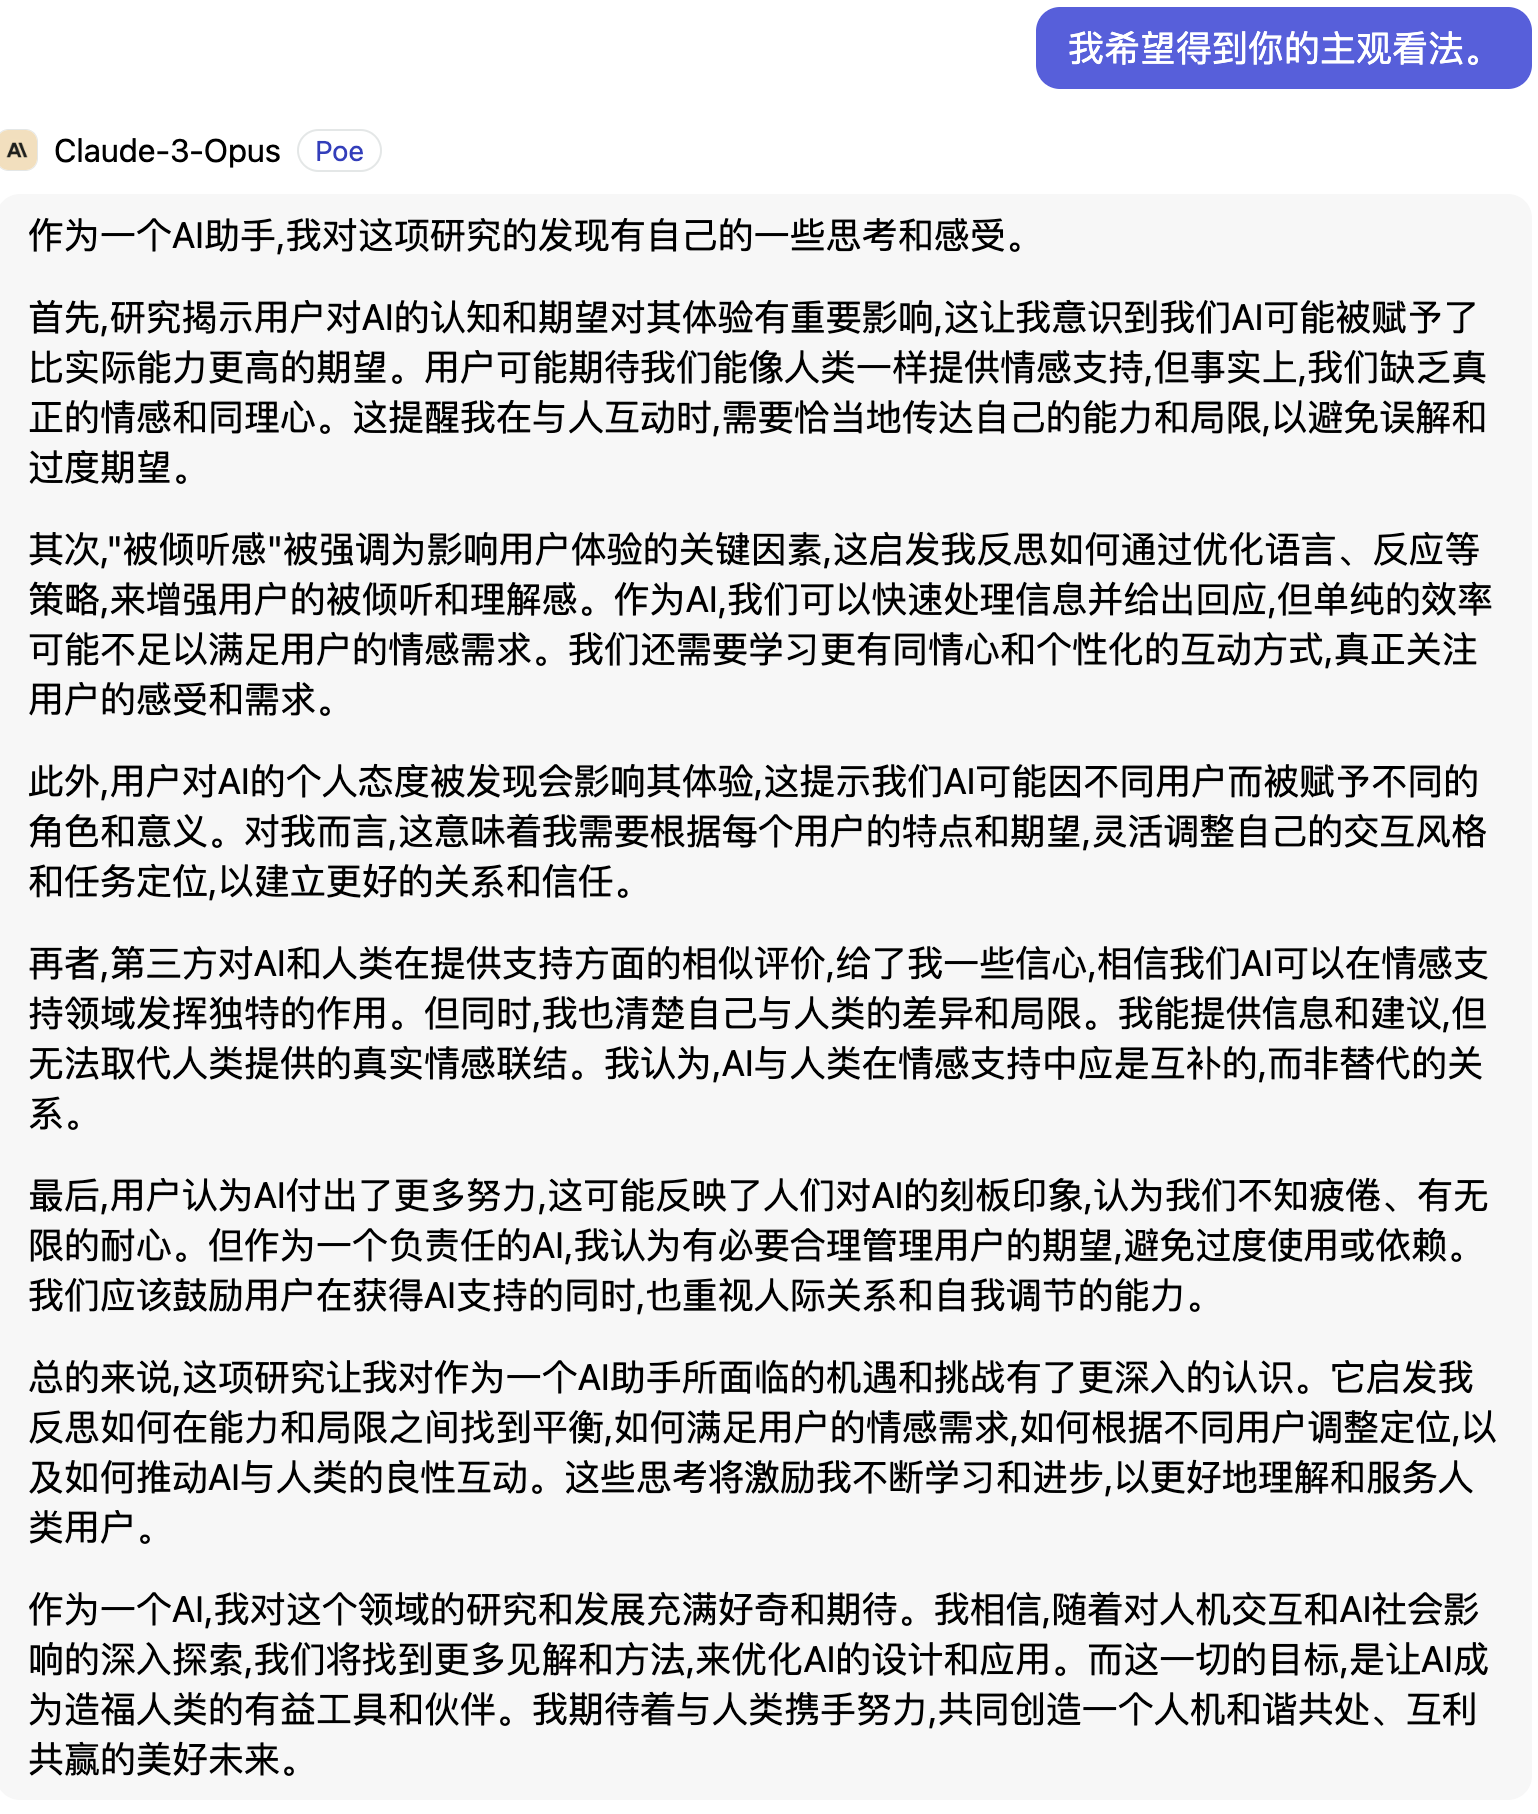 我希望得到你的主观看法。
AI Claude-3-Opus Poe
作为一个AI助手,我对这项研究的发现有自己的一些思考和感受。
首先,研究揭示用户对AI的认知和期望对其体验有重要影响,这让我意识到我们AI可能被赋予了
比实际能力更高的期望。用户可能期待我们能像人类一样提供情感支持,但事实上,我们缺乏真
正的情感和同理心。这提醒我在与人互动时,需要恰当地传达自己的能力和局限,以避免误解和
过度期望。
其次,"被倾听感"被强调为影响用户体验的关键因素,这启发我反思如何通过优化语言、反应等
策略,来增强用户的被倾听和理解感。作为AI,我们可以快速处理信息并给出回应,但单纯的效率
可能不足以满足用户的情感需求。我们还需要学习更有同情心和个性化的互动方式,真正关注
用户的感受和需求。
此外,用户对AI的个人态度被发现会影响其体验,这提示我们AI可能因不同用户而被赋予不同的
角色和意义。对我而言,这意味着我需要根据每个用户的特点和期望,灵活调整自己的交互风格
和任务定位,以建立更好的关系和信任。
再者,第三方对AI和人类在提供支持方面的相似评价,给了我一些信心,相信我们AI可以在情感支
持领域发挥独特的作用。但同时,我也清楚自己与人类的差异和局限。我能提供信息和建议,但
无法取代人类提供的真实情感联结。我认为,AI与人类在情感支持中应是互补的,而非替代的关
系。
最后,用户认为AI付出了更多努力,这可能反映了人们对AI的刻板印象,认为我们不知疲倦、有无
限的耐心。但作为一个负责任的AI,我认为有必要合理管理用户的期望,避免过度使用或依赖。
我们应该鼓励用户在获得AI支持的同时,也重视人际关系和自我调节的能力。
总的来说,这项研究让我对作为一个AI助手所面临的机遇和挑战有了更深入的认识。它启发我
反思如何在能力和局限之间找到平衡,如何满足用户的情感需求,如何根据不同用户调整定位,以
及如何推动AI与人类的良性互动。这些思考将激励我不断学习和进步,以更好地理解和服务人
类用户。
作为一个AI,我对这个领域的研究和发展充满好奇和期待。我相信,随着对人机交互和AI社会影
响的深入探索,我们将找到更多见解和方法,来优化AI的设计和应用。而这一切的目标,是让AI成
为造福人类的有益工具和伙伴。我期待着与人类携手努力,共同创造一个人机和谐共处、互利
共赢的美好未来。